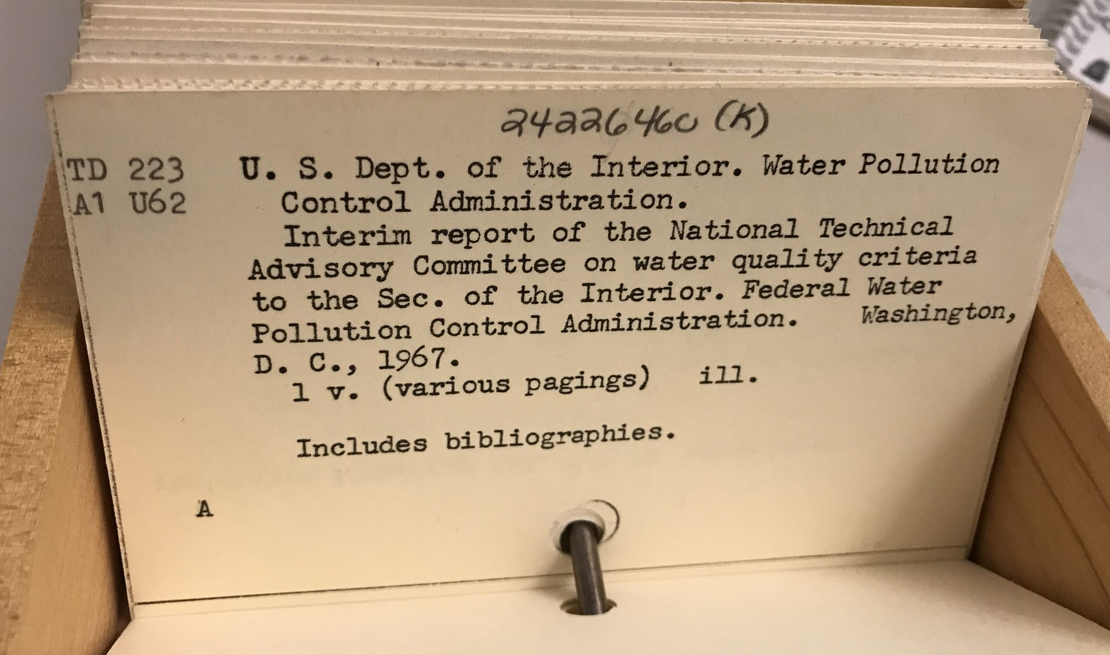 24226460 (K)
TD 223 U. S. Dept. of the Interior. Water Pollution
A1 U62 Control Administration.
Interim report of the National Technical
Advisory Committee on water quality criteria
to the Sec. of the Interior. Federal Water
Pollution Control Administration. Washington,
D. C., 1967.
1 v. (various pagings) ill.
Includes bibliographies.
A